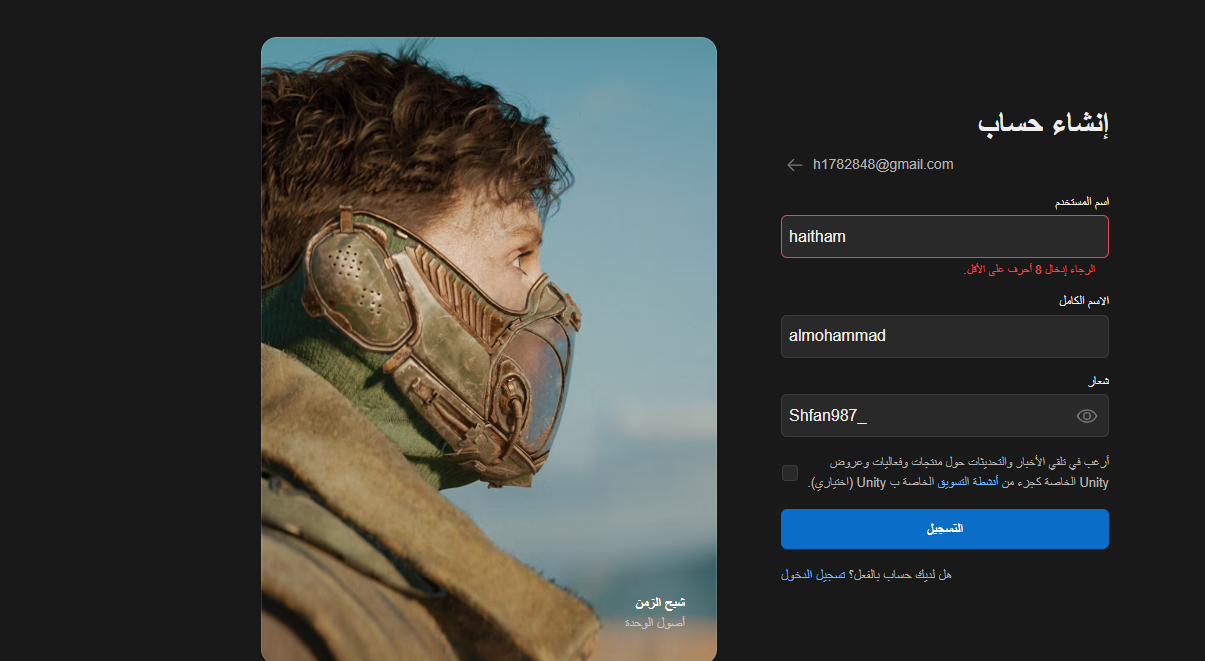 إنشاء حساب
h1782848@gmail.com
اسم المستخدم
haitham
الرجاء إدخال 8 أحرف على الأقل.
الاسم الكامل
almohammad
شعار
Shfan987_
أرغب في تلقي الأخبار والتحديثات حول منتجات وفعاليات وعروض
Unity الخاصة كجزء من أنشطة التسويق الخاصة ب Unity (اختياري).
التسجيل
هل لديك حساب بالفعل؟ تسجيل الدخول
شبح الزمن
أصول الوحدة